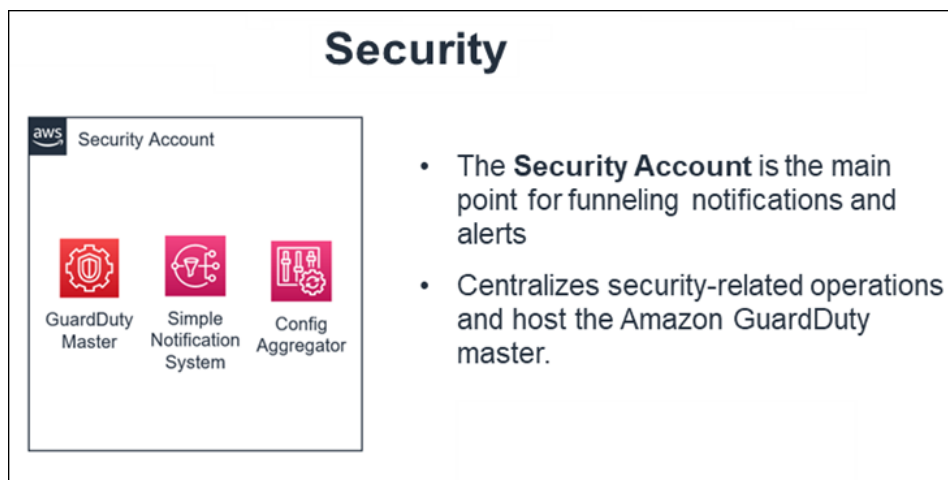 Security
aws
Security Account
GuardDuty
Master
Simple
Notification
System
Config
Aggregator
• The Security Account is the main
point for funneling notifications and
alerts
• Centralizes security-related operations
and host the Amazon GuardDuty
master.